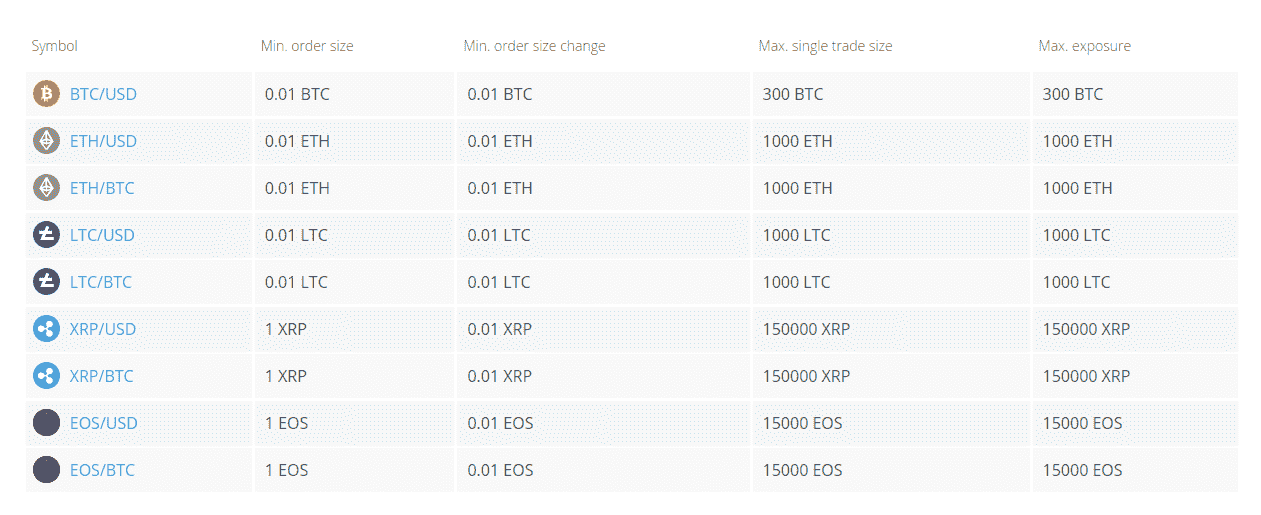 Symbol Min. order size Min. order size change Max. single trade size Max. exposure
BTC/USD 0.01 BTC 0.01 BTC 300 BTC 300 BTC
ETH/USD 0.01 ETH 0.01 ETH 1000 ETH 1000 ETH
ETH/BTC 0.01 ETH 0.01 ETH 1000 ETH 1000 ETH
LTC/USD 0.01 LTC 0.01 LTC 1000 LTC 1000 LTC
LTC/BTC 0.01 LTC 0.01 LTC 1000 LTC 1000 LTC
XRP/USD 1 XRP 0.01 XRP 150000 XRP 150000 XRP
XRP/BTC 1 XRP 0.01 XRP 150000 XRP 150000 XRP
EOS/USD 1 EOS 0.01 EOS 15000 EOS 15000 EOS
EOS/BTC 1 EOS 0.01 EOS 15000 EOS 15000 EOS